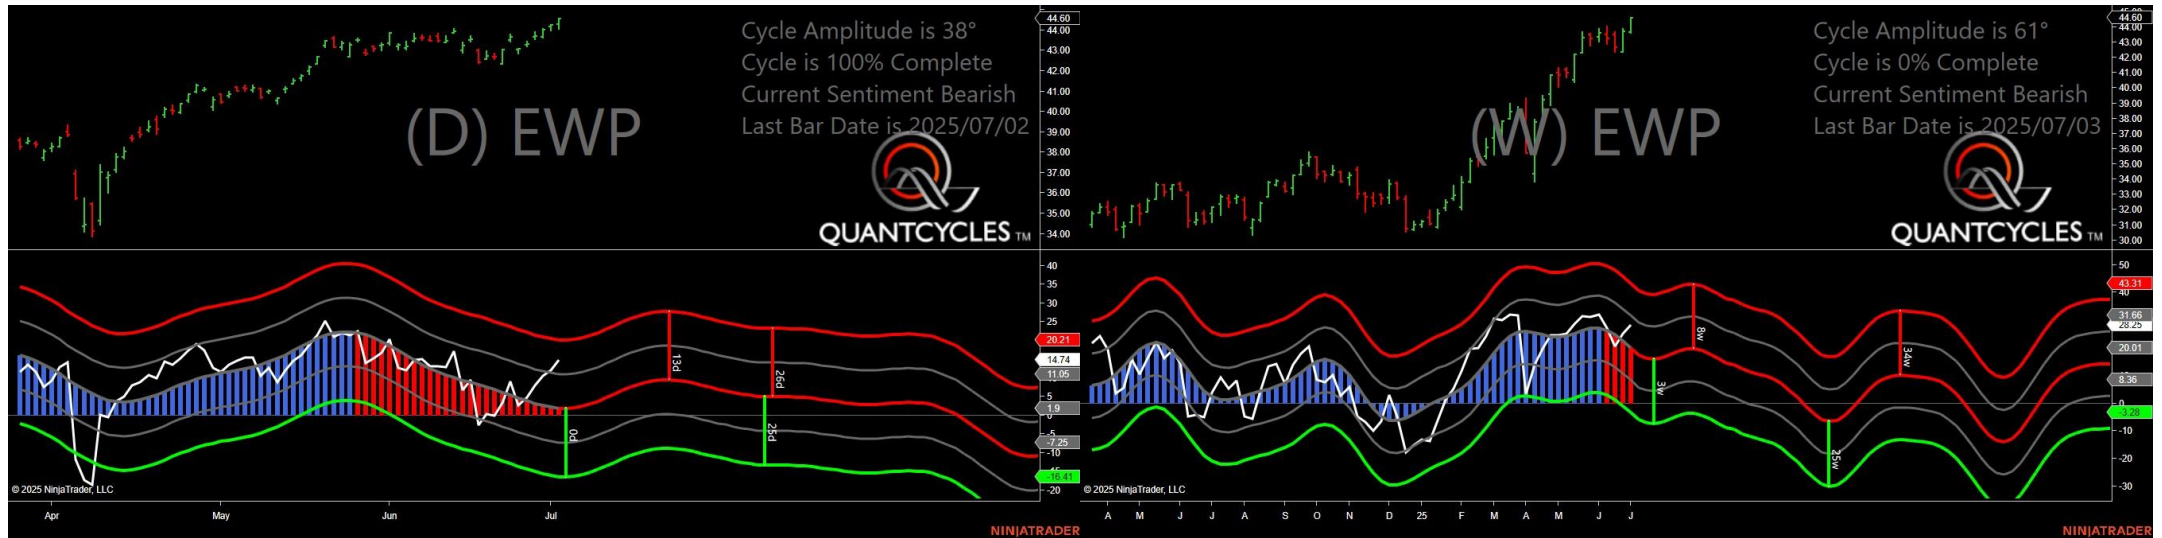 Cycle Amplitude is 38°
Cycle is 100% Complete
Current Sentiment Bearish
Last Bar Date is 2025/07/02
(D) EWP
QUANTCYCLES TM
44.60
44.00
43.00
42.00
41.00
40.00
39.00
38.00
37.00
36.00
35.00
34.00
40
35
30
25
20.21
14.74
11.05
5
1.9
0
-5
-7.25
-10
-16.41
-20
0d
13d
26d
25d
© 2025 NinjaTrader, LLC
Apr May Jun Jul
NINJATRADER
Cycle Amplitude is 61°
Cycle is 0% Complete
Current Sentiment Bearish
Last Bar Date is 2025/07/03
(W) EWP
QUANTCYCLES TM
44.60
43.00
42.00
41.00
40.00
39.00
38.00
37.00
36.00
35.00
34.00
33.00
32.00
31.00
30.00
50
43.31
40
31.66
28.25
20.01
8.36
0
-3.28
-10
-20
-30
3w
8w
25w
34w
© 2025 NinjaTrader, LLC
A M J J A S O N D 25 F M A M J J
NINJATRADER